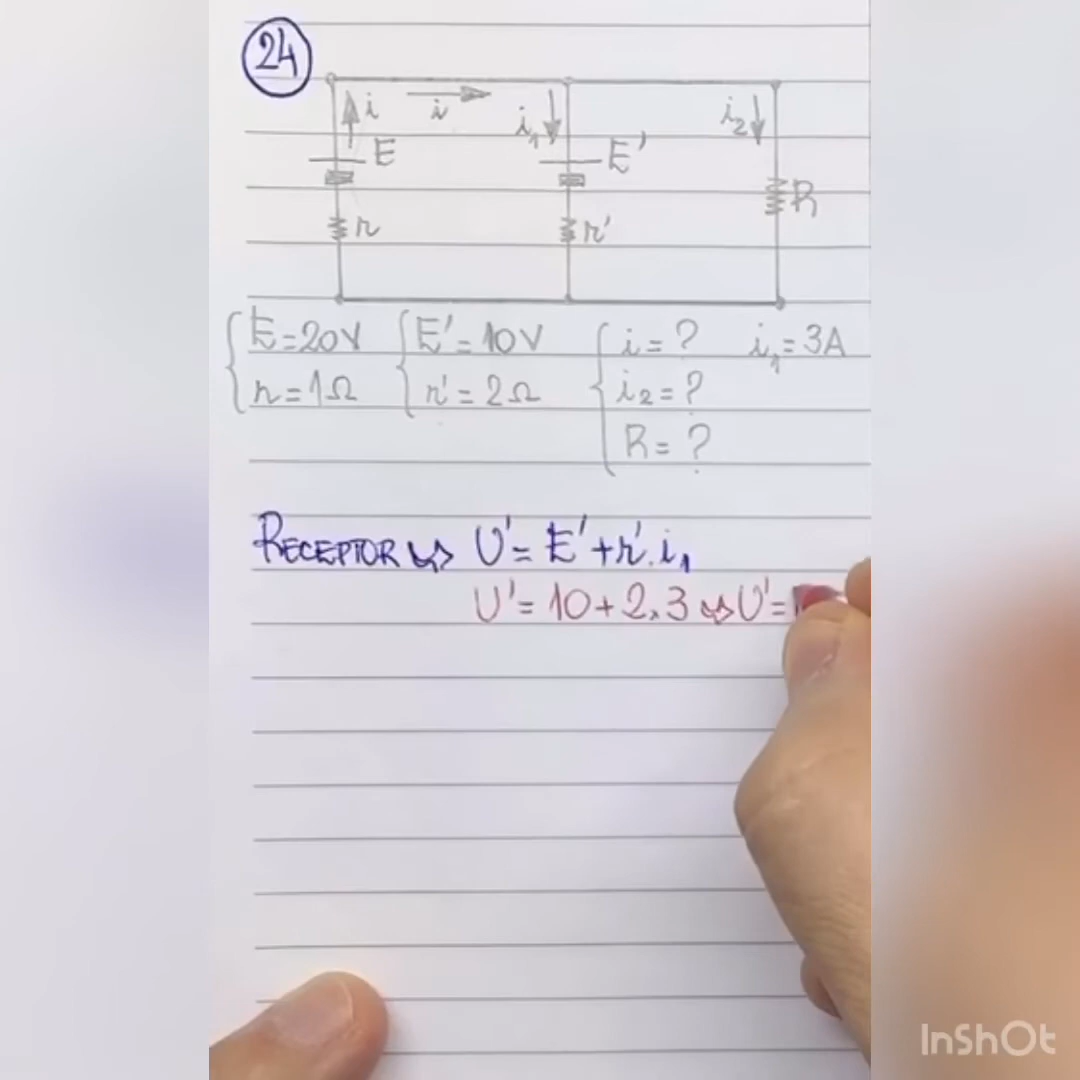 24
i i i₁ i₂
E E'
R
r r'
E=20V E'=10V i=? i₁=3A
r=1Ω r'=2Ω i₂=?
R=?
RECEPTOR ↭ U'=E'+r'.i₁
U'=10+2.3 ↭ U'=
InShOt